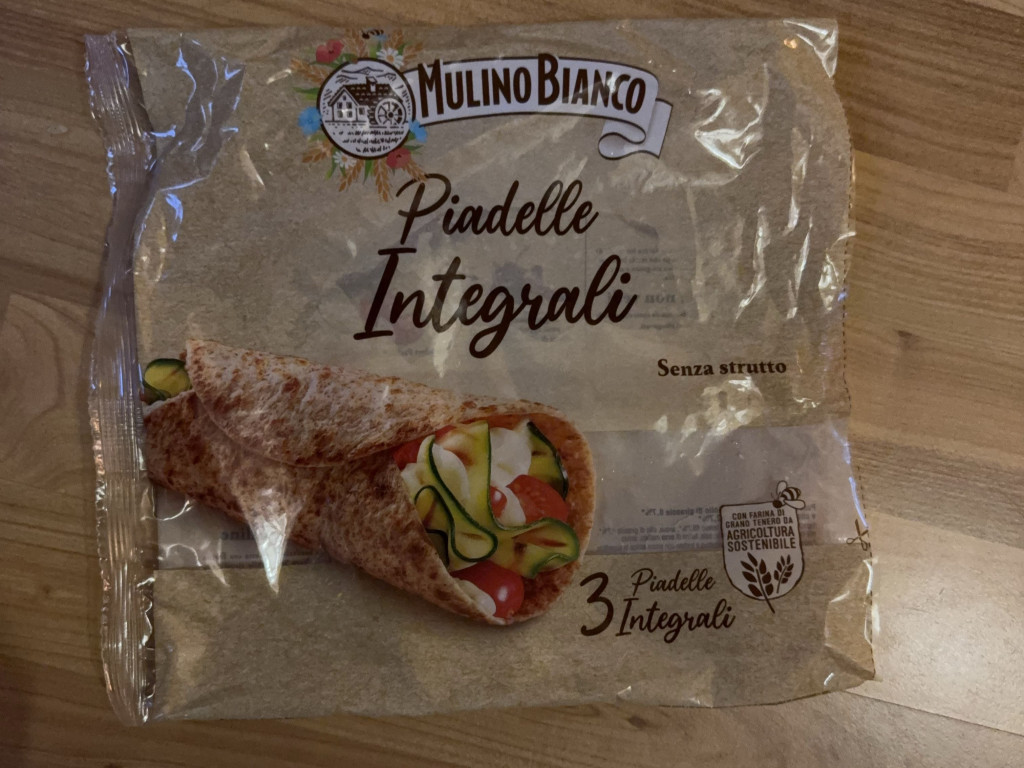 MULINO BIANCO
Piadelle
Integrali
Senza strutto
CON FARINA DI
GRANO TENERO DA
AGRICOLTURA
SOSTENIBILE
3 Piadelle
Integrali